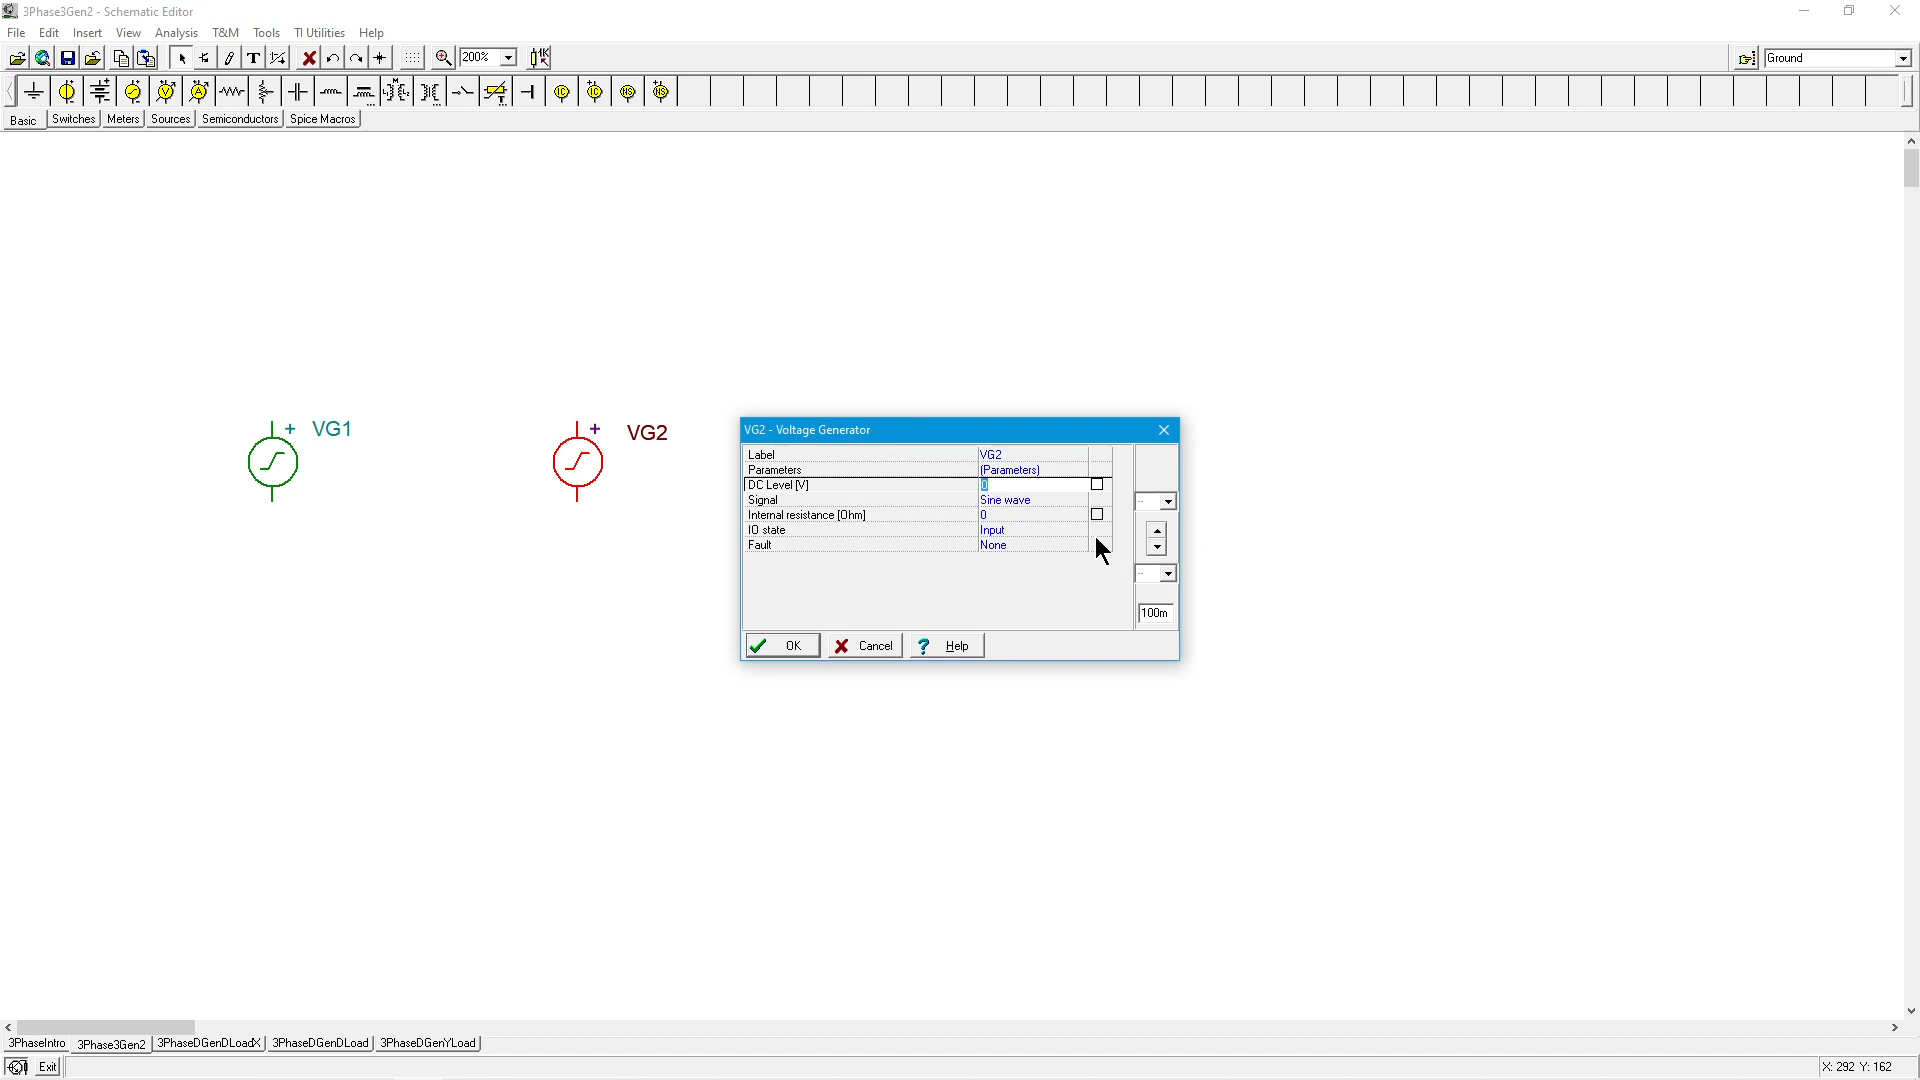 3Phase3Gen2 - Schematic Editor
File Edit Insert View Analysis T&M Tools TI Utilities Help
200% 1K Ground
Basic Switches Meters Sources Semiconductors Spice Macros
+ VG1
+ VG2
VG2 - Voltage Generator
Label VG2
Parameters (Parameters)
DC Level [V] 0
Signal Sine wave
Internal resistance [Ohm] 0
IO state Input
Fault None
100m
OK Cancel ? Help
3PhaseIntro 3Phase3Gen2 3PhaseDGenDLoadX 3PhaseDGenDLoad 3PhaseDGenYLoad
Exit X: 292 Y: 162